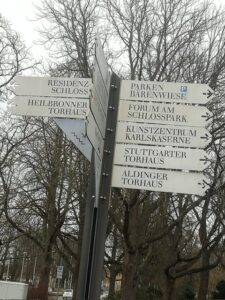 RESIDENZ
SCHLOSS
HEILBRONNER
TORHAUS
PARKEN P
BÄRENWIESE
FORUM AM
SCHLOSSPARK
KUNSTZENTRUM
KARLSKASERNE
STUTTGARTER
TORHAUS
ALDINGER
TORHAUS